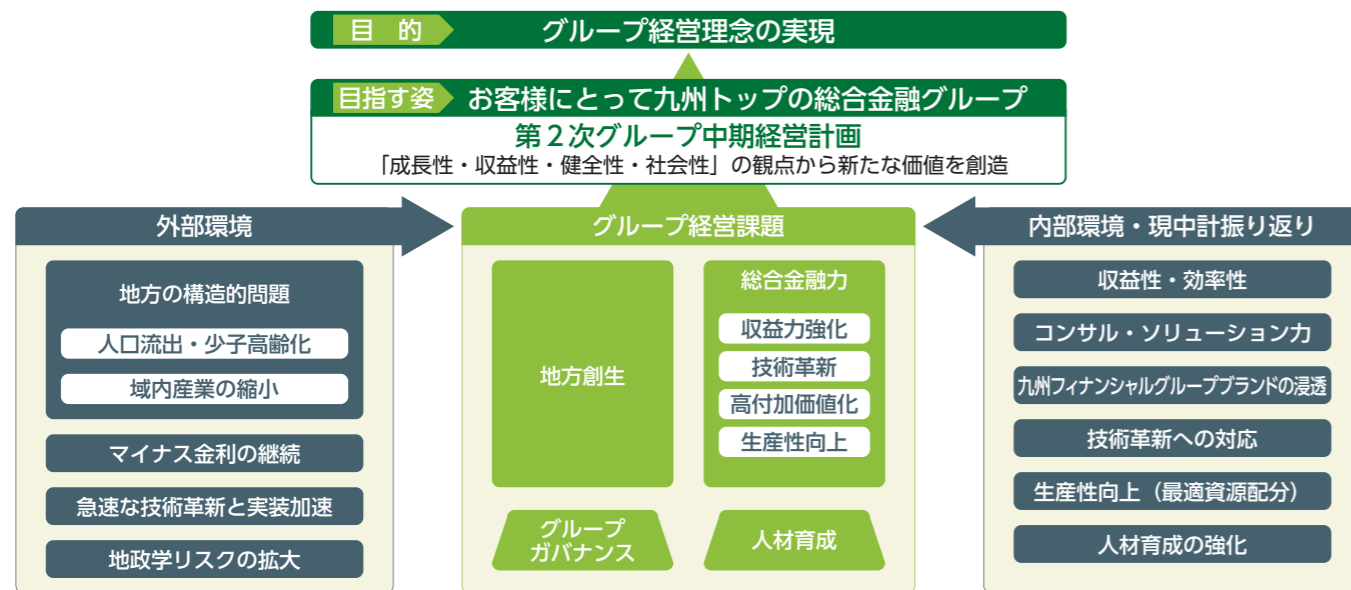 目的 グループ経営理念の実現
目指す姿 お客様にとって九州トップの総合金融グループ
第２次グループ中期経営計画
「成長性・収益性・健全性・社会性」の観点から新たな価値を創造
外部環境
地方の構造的問題
人口流出・少子高齢化
域内産業の縮小
マイナス金利の継続
急速な技術革新と実装加速
地政学リスクの拡大
グループ経営課題
地方創生
総合金融力
収益力強化
技術革新
高付加価値化
生産性向上
グループ
ガバナンス
人材育成
内部環境・現中計振り返り
収益性・効率性
コンサル・ソリューション力
九州フィナンシャルグループブランドの浸透
技術革新への対応
生産性向上（最適資源配分）
人材育成の強化